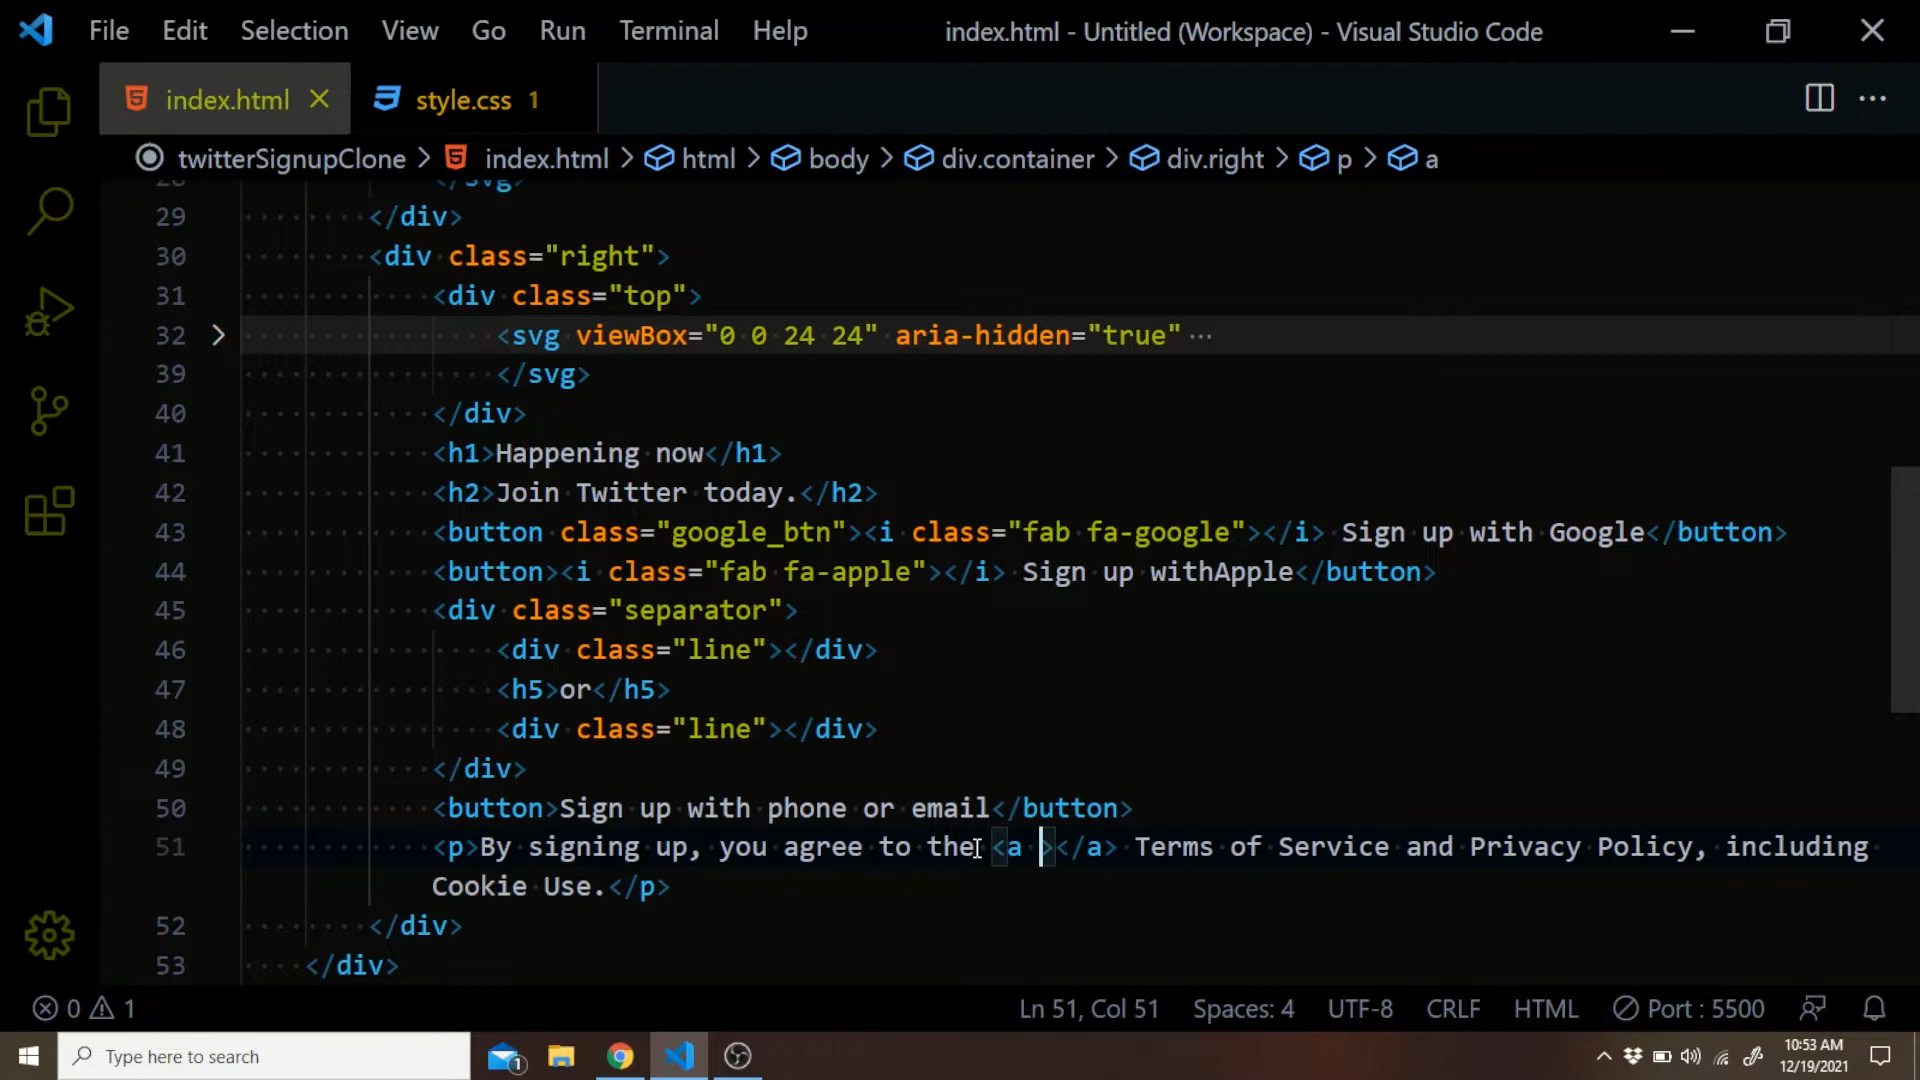 File Edit Selection View Go Run Terminal Help index.html - Untitled (Workspace) - Visual Studio Code
index.html style.css 1
twitterSignupClone > index.html > html > body > div.container > div.right > p > a
28 </svg>
29 </div>
30 <div class="right">
31 <div class="top">
32 <svg viewBox="0 0 24 24" aria-hidden="true" ···
39 </svg>
40 </div>
41 <h1>Happening now</h1>
42 <h2>Join Twitter today.</h2>
43 <button class="google_btn"><i class="fab fa-google"></i> Sign up with Google</button>
44 <button><i class="fab fa-apple"></i> Sign up withApple</button>
45 <div class="separator">
46 <div class="line"></div>
47 <h5>or</h5>
48 <div class="line"></div>
49 </div>
50 <button>Sign up with phone or email</button>
51 <p>By signing up, you agree to the <a ></a> Terms of Service and Privacy Policy, including
Cookie Use.</p>
52 </div>
53 </div>
0 1 Ln 51, Col 51 Spaces: 4 UTF-8 CRLF HTML Port : 5500
Type here to search 1 10:53 AM
12/19/2021